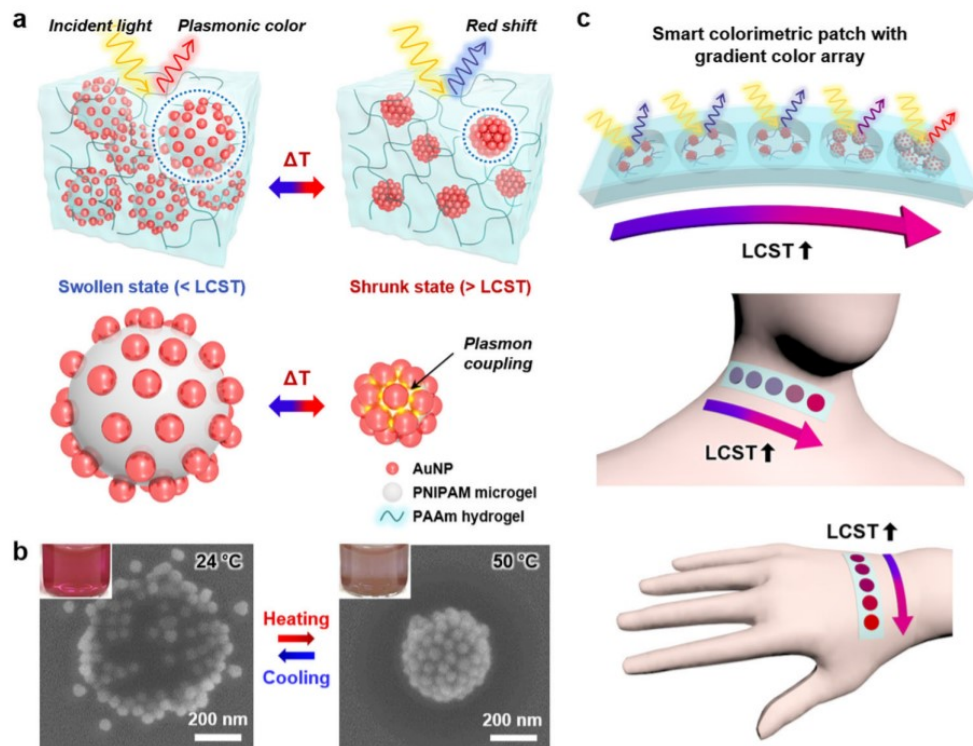 a
Incident light
Plasmonic color
Red shift
ΔT
Swollen state (< LCST)
Shrunk state (> LCST)
ΔT
Plasmon
coupling
AuNP
PNIPAM microgel
PAAm hydrogel
b
24 °C
200 nm
Heating
Cooling
50 °C
200 nm
c
Smart colorimetric patch with
gradient color array
LCST ⬆
LCST ⬆
LCST ⬆